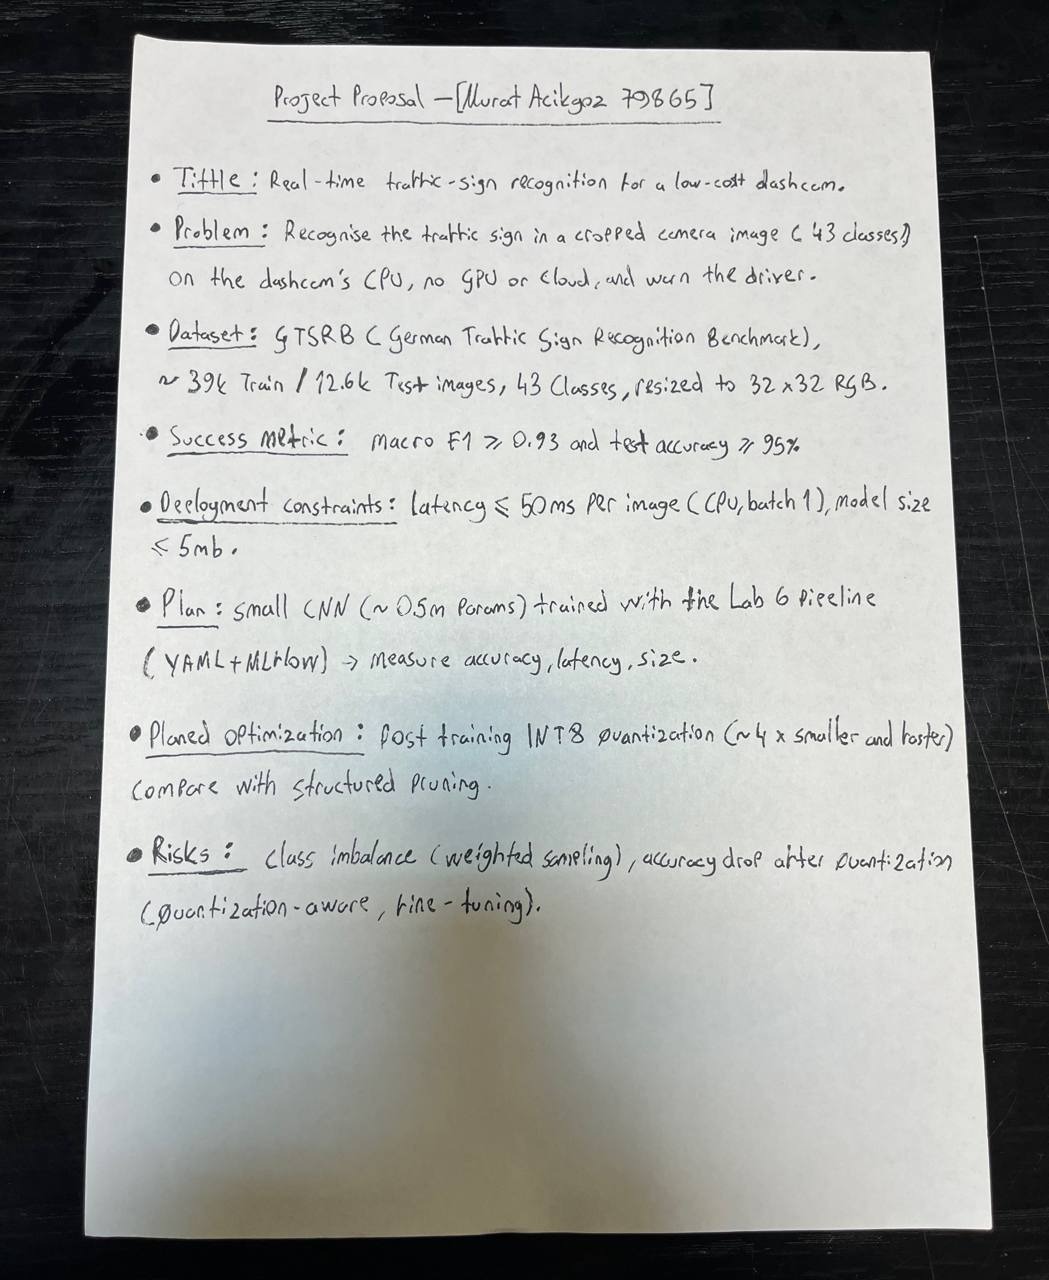 Project Proposal – [Murat Acikgoz 79865]
• Tittle: Real-time traffic-sign recognition for a low-cost dashcam.
• Problem: Recognise the traffic sign in a cropped camera image (43 classes)
on the dashcam's CPU, no GPU or cloud, and warn the driver.
• Dataset: GTSRB (German Traffic Sign Recognition Benchmark),
~ 39k Train / 12.6k Test images, 43 Classes, resized to 32x32 RGB.
• Success metric: Macro F1 ≥ 0.93 and test accuracy ≥ 95%
• Deeloyment constraints: latency ≤ 50ms per image (CPU, batch 1), model size
≤ 5mb.
• Plan: small CNN (~0.5m Params) trained with the Lab 6 Pipeline
(YAML+MLflow) → measure accuracy, latency, size.
• Planed optimization: Post training INT8 quantization (~4x smaller and faster)
compare with structured pruning.
• Risks: class imbalance (weighted sampling), accuracy drop after quantization
(quantization-aware, fine-tuning).